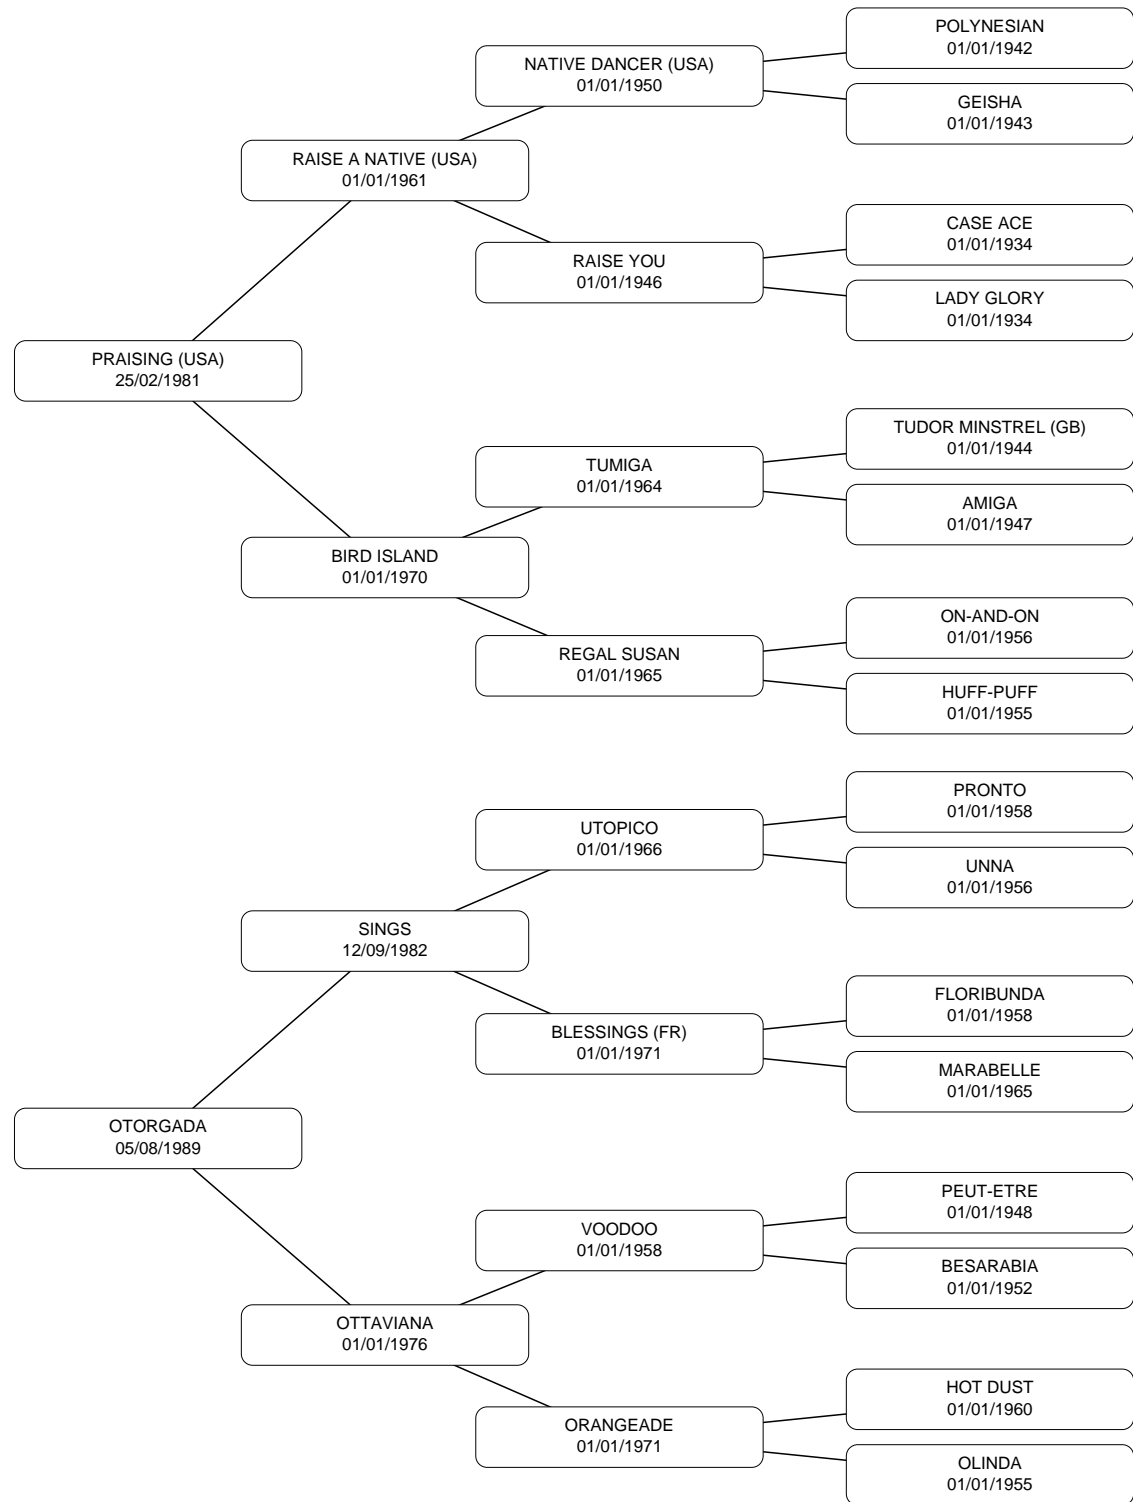 POLYNESIAN
01/01/1942
NATIVE DANCER (USA)
01/01/1950
GEISHA
01/01/1943
RAISE A NATIVE (USA)
01/01/1961
CASE ACE
01/01/1934
RAISE YOU
01/01/1946
LADY GLORY
01/01/1934
PRAISING (USA)
25/02/1981
TUDOR MINSTREL (GB)
01/01/1944
TUMIGA
01/01/1964
AMIGA
01/01/1947
BIRD ISLAND
01/01/1970
ON-AND-ON
01/01/1956
REGAL SUSAN
01/01/1965
HUFF-PUFF
01/01/1955
PRONTO
01/01/1958
UTOPICO
01/01/1966
UNNA
01/01/1956
SINGS
12/09/1982
FLORIBUNDA
01/01/1958
BLESSINGS (FR)
01/01/1971
MARABELLE
01/01/1965
OTORGADA
05/08/1989
PEUT-ETRE
01/01/1948
VOODOO
01/01/1958
BESARABIA
01/01/1952
OTTAVIANA
01/01/1976
HOT DUST
01/01/1960
ORANGEADE
01/01/1971
OLINDA
01/01/1955